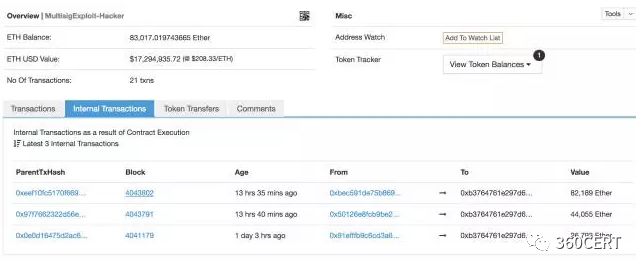 Overview | MultisigExploit-Hacker
Misc
Tools
ETH Balance:
83,017.019743665 Ether
Address Watch
Add To Watch List
ETH USD Value:
$17,294,935.72 (@ $208.33/ETH)
Token Tracker
View Token Balances
1
No Of Transactions:
21 txns
Transactions
Internal Transactions
Token Transfers
Comments
Internal Transactions as a result of Contract Execution
Latest 3 Internal Transactions
ParentTxHash Block Age From To Value
0xeef10fc5170f669... 4043802 13 hrs 35 mins ago 0xbec591de75b869... → 0xb3764761e297d6... 82,189 Ether
0x97f7662322d56e... 4043791 13 hrs 40 mins ago 0x50126e8fcb9be2... → 0xb3764761e297d6... 44,055 Ether
0x0e0d16475d2ac6... 4041179 1 day 3 hrs ago 0x91efffb9c6cd3a6... → 0xb3764761e297d6... Ether
360CERT